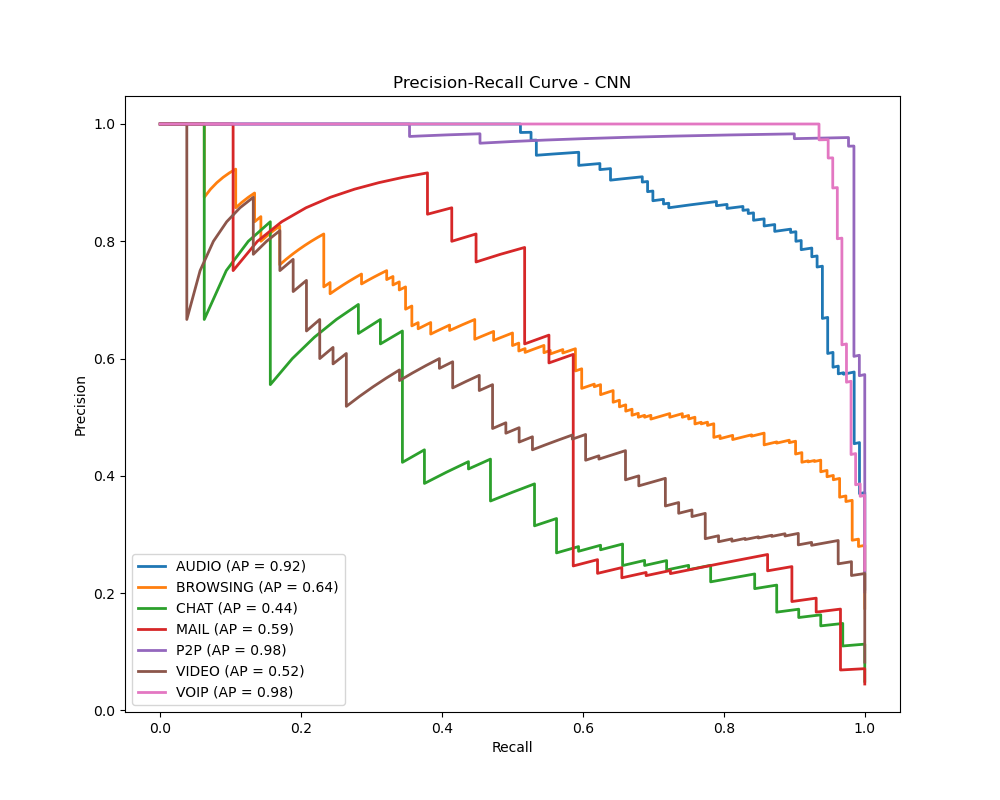 Precision-Recall Curve - CNN
Precision
1.0
0.8
0.6
0.4
0.2
0.0
AUDIO (AP = 0.92)
BROWSING (AP = 0.64)
CHAT (AP = 0.44)
MAIL (AP = 0.59)
P2P (AP = 0.98)
VIDEO (AP = 0.52)
VOIP (AP = 0.98)
0.0 0.2 0.4 0.6 0.8 1.0
Recall